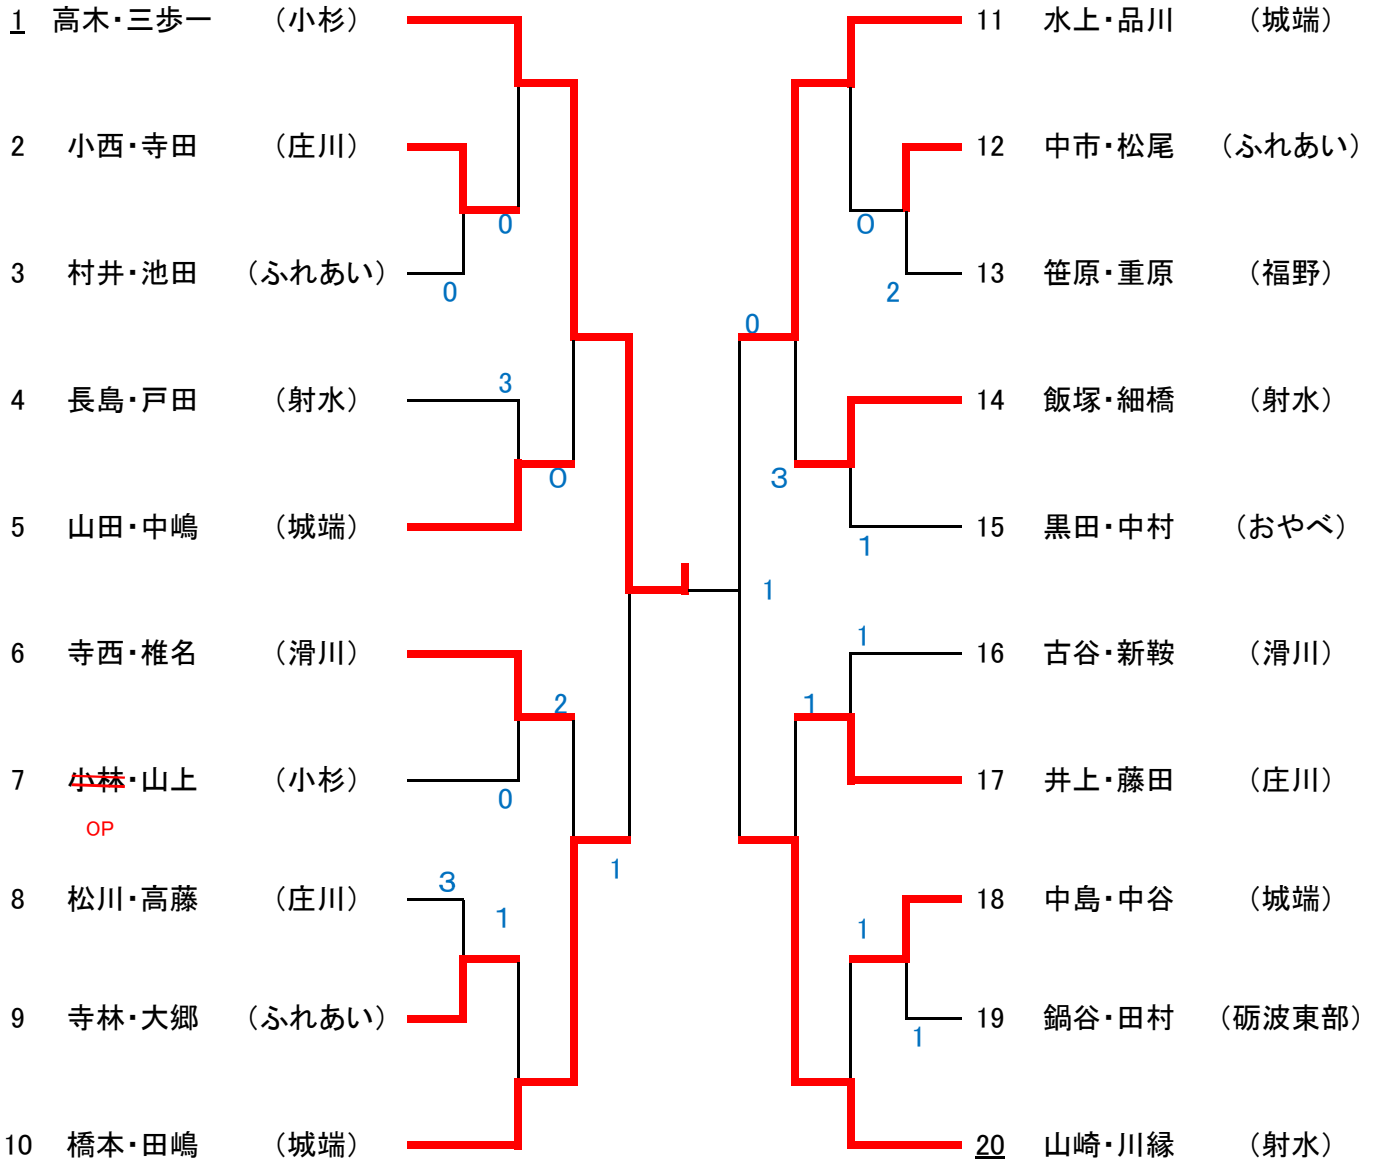 1 高木・三歩一 （小杉）
2 小西・寺田 （庄川）
0
3 村井・池田 （ふれあい）
0
4 長島・戸田 （射水）
3
0
5 山田・中嶋 （城端）
6 寺西・椎名 （滑川）
2
7 小林・山上 （小杉）
OP
0
1
8 松川・高藤 （庄川）
3
1
9 寺林・大郷 （ふれあい）
10 橋本・田嶋 （城端）
1
11 水上・品川 （城端）
12 中市・松尾 （ふれあい）
0
13 笹原・重原 （福野）
2
0
14 飯塚・細橋 （射水）
3
15 黒田・中村 （おやべ）
1
16 古谷・新鞍 （滑川）
1
1
17 井上・藤田 （庄川）
18 中島・中谷 （城端）
1
19 鍋谷・田村 （砺波東部）
1
20 山崎・川縁 （射水）